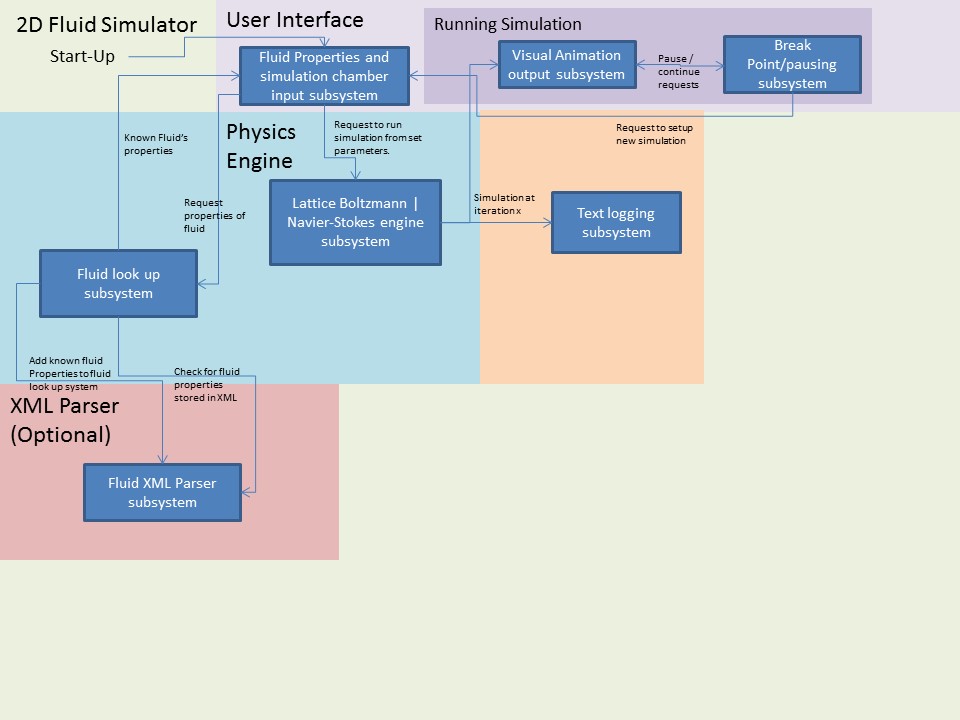 2D Fluid Simulator
Start-Up
User Interface
Running Simulation
Fluid Properties and
simulation chamber
input subsystem
Visual Animation
output subsystem
Pause /
continue
requests
Break
Point/pausing
subsystem
Request to setup
new simulation
Known Fluid's
properties
Physics
Engine
Request to run
simulation from set
parameters.
Request
properties of
fluid
Lattice Boltzmann |
Navier-Stokes engine
subsystem
Simulation at
iteration x
Text logging
subsystem
Fluid look up
subsystem
Add known fluid
Properties to fluid
look up system
Check for fluid
properties
stored in XML
XML Parser
(Optional)
Fluid XML Parser
subsystem